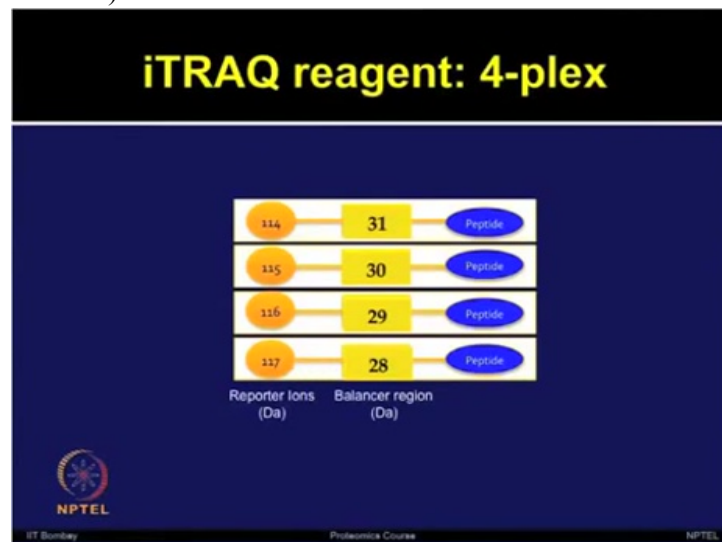 )
iTRAQ reagent: 4-plex
114 31 Peptide
115 30 Peptide
116 29 Peptide
117 28 Peptide
Reporter Ions Balancer region
(Da) (Da)
NPTEL
IIT Bombay Proteomics Course NPTEL